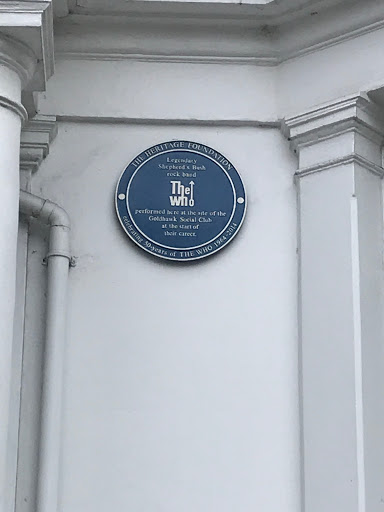 THE HERITAGE FOUNDATION
Legendary
Shepherd's Bush
rock band
The
Who
performed here at the site of the
Goldhawk Social Club
at the start of
their career.
celebrating 50 years of THE WHO 1964-2014